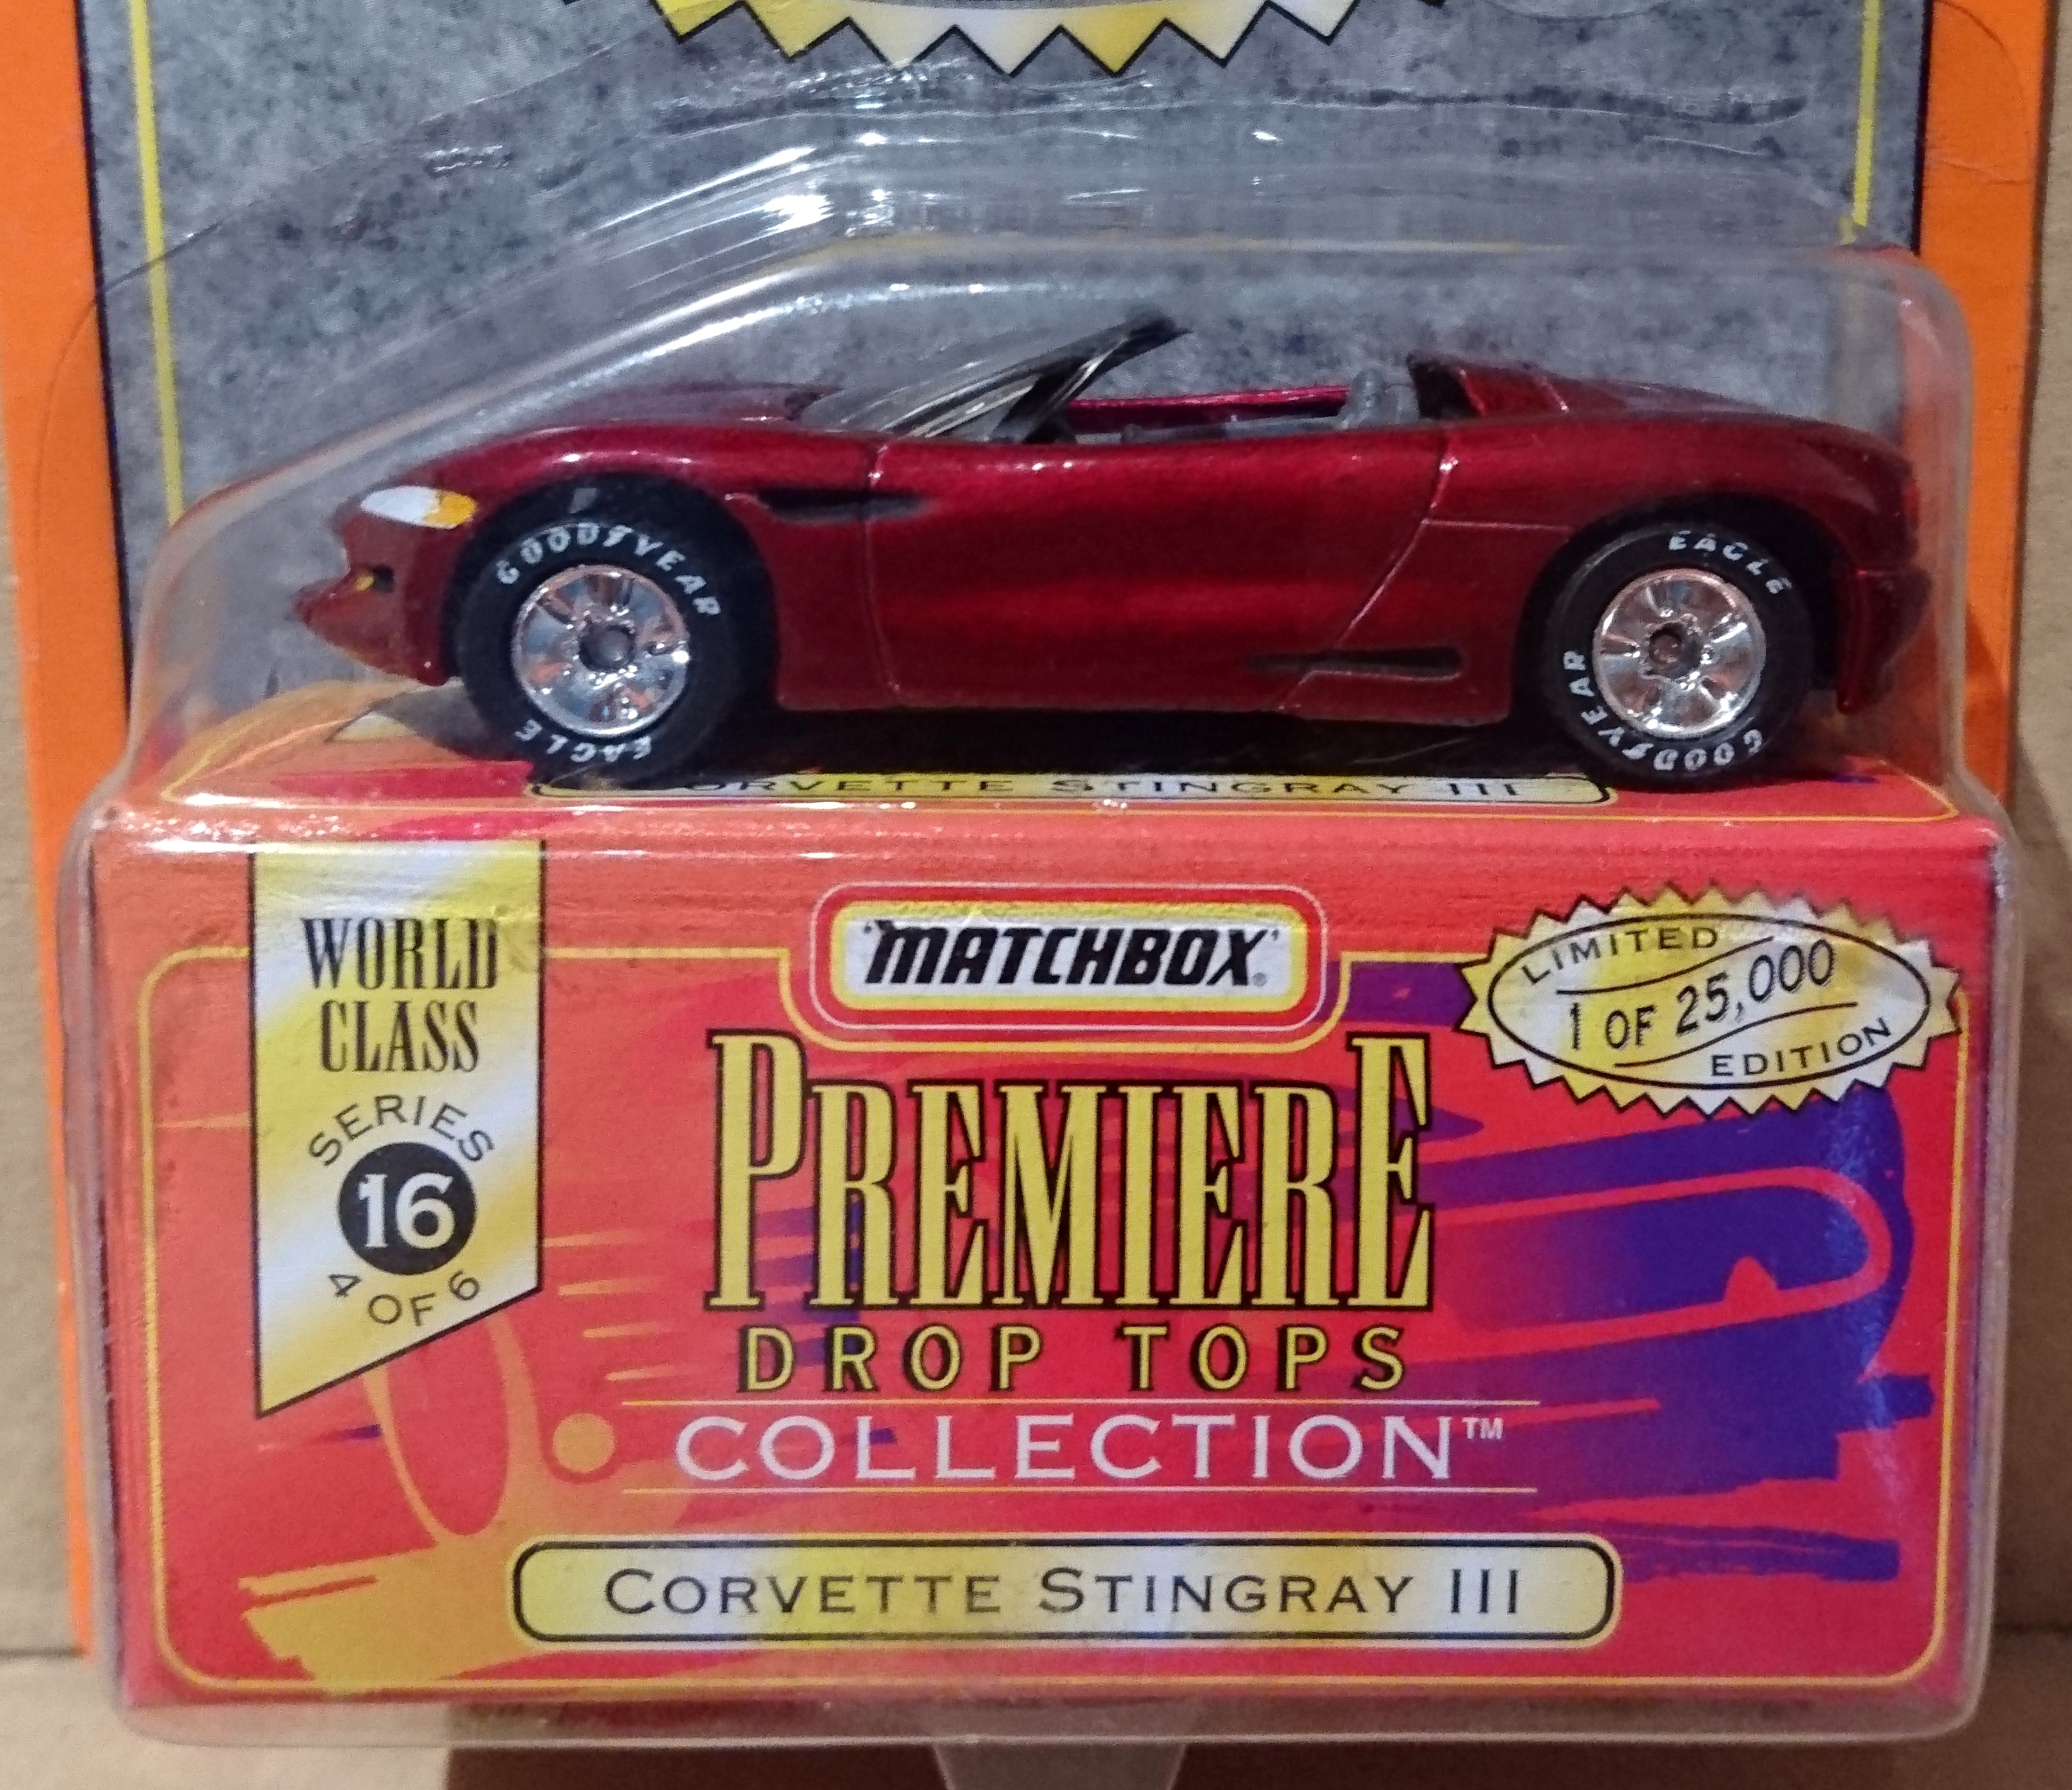 GOODYEAR
EAGLE
EAGLE
GOODYEAR
CORVETTE STINGRAY III
WORLD
CLASS
SERIES
16
4 OF 6
'MATCHBOX'®
LIMITED
1 OF 25,000
EDITION
PREMIERE
DROP TOPS
COLLECTION™
CORVETTE STINGRAY III